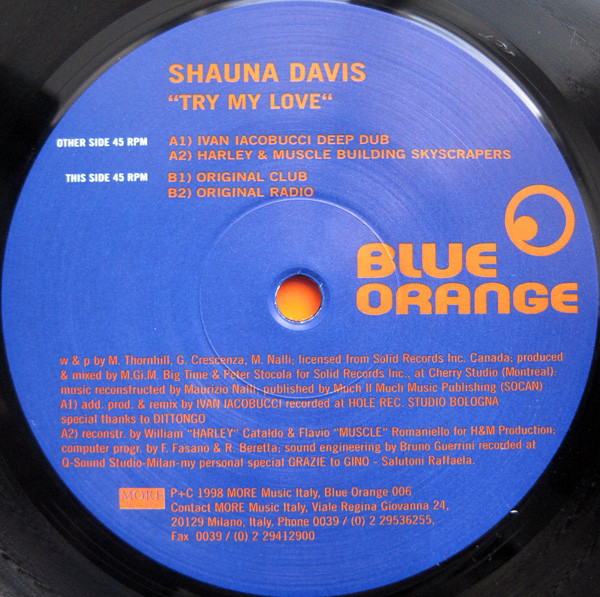 SHAUNA DAVIS
"TRY MY LOVE"
OTHER SIDE 45 RPM
A1) IVAN IACOBUCCI DEEP DUB
A2) HARLEY & MUSCLE BUILDING SKYSCRAPERS
THIS SIDE 45 RPM
B1) ORIGINAL CLUB
B2) ORIGINAL RADIO
BLUE
ORANGE
w & p by M. Thornhill, G. Crescenza, M. Nalli; licensed from Solid Records Inc. Canada; produced
& mixed by M.Gi.M. Big Time & Peter Stocola for Solid Records Inc., at Cherry Studio (Montreal);
music reconstructed by Maurizio Nalli; published by Much II Much Music Publishing (SOCAN)
A1) add. prod. & remix by IVAN IACOBUCCI recorded at HOLE REC. STUDIO BOLOGNA
special thanks to DITTONGO
A2) reconstr. by William "HARLEY" Cataldo & Flavio "MUSCLE" Romaniello for H&M Production;
computer progr. by F. Fasano & R. Beretta; sound engineering by Bruno Guerrini recorded at
Q-Sound Studio-Milan-my personal special GRAZIE to GINO - Salutoni Raffaela.
MORE
P+C 1998 MORE Music Italy, Blue Orange 006
Contact MORE Music Italy, Viale Regina Giovanna 24,
20129 Milano, Italy, Phone 0039 / (0) 2 29536255,
Fax 0039 / (0) 2 29412900